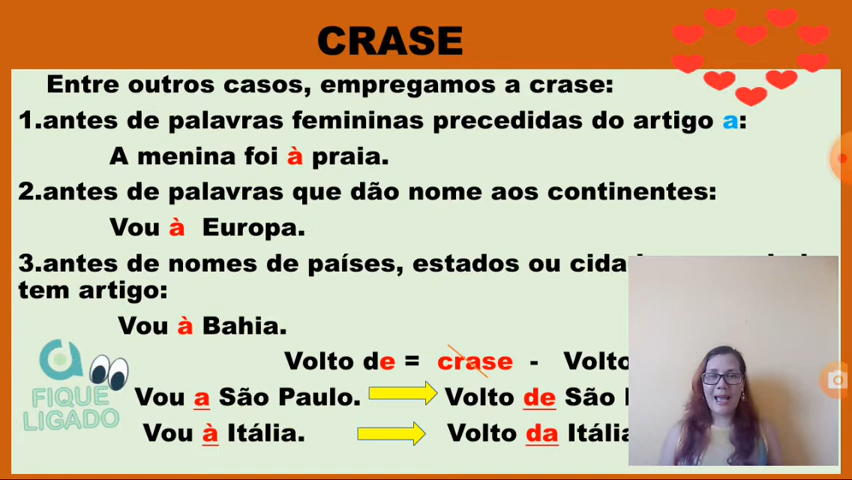 CRASE
Entre outros casos, empregamos a crase:
1.antes de palavras femininas precedidas do artigo a:
A menina foi à praia.
2.antes de palavras que dão nome aos continentes:
Vou à Europa.
3.antes de nomes de países, estados ou
tem artigo:
Vou à Bahia.
Volto de = crase - Volto
Vou a São Paulo. Volto de São
Vou à Itália. Volto da Itália
FIQUE
LIGADO